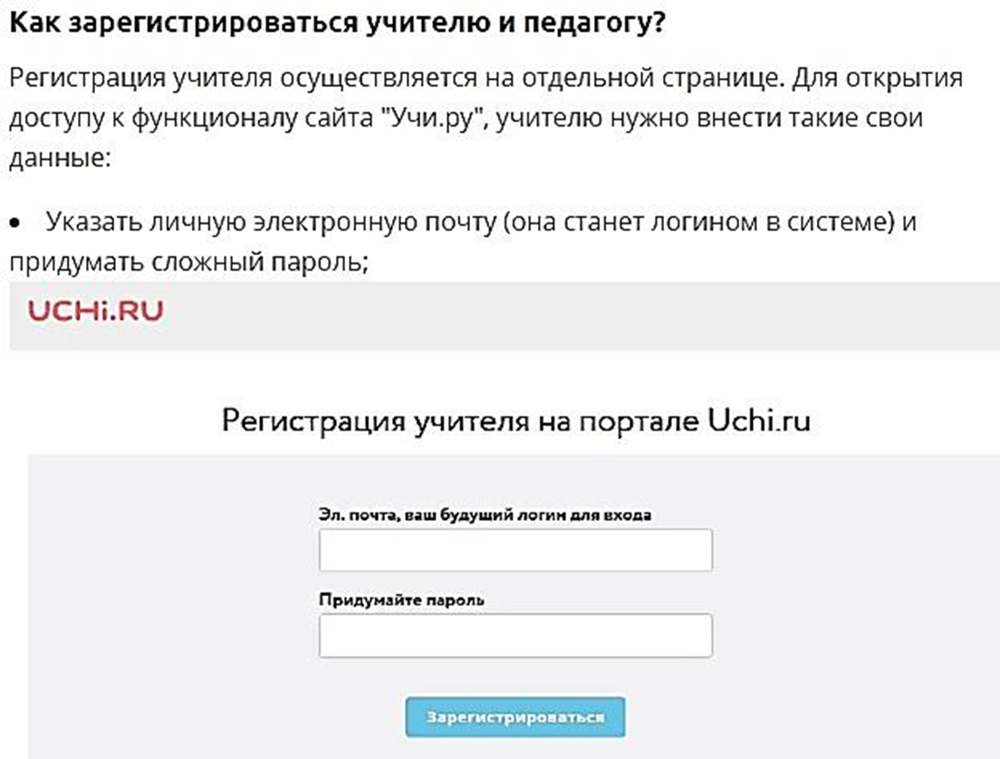 Как зарегистрироваться учителю и педагогу?
Регистрация учителя осуществляется на отдельной странице. Для открытия
доступу к функционалу сайта "Учи.ру", учителю нужно внести такие свои
данные:
• Указать личную электронную почту (она станет логином в системе) и
придумать сложный пароль;
UCHi.RU
Регистрация учителя на портале Uchi.ru
Эл. почта, ваш будущий логин для входа
Придумайте пароль
Зарегистрироваться